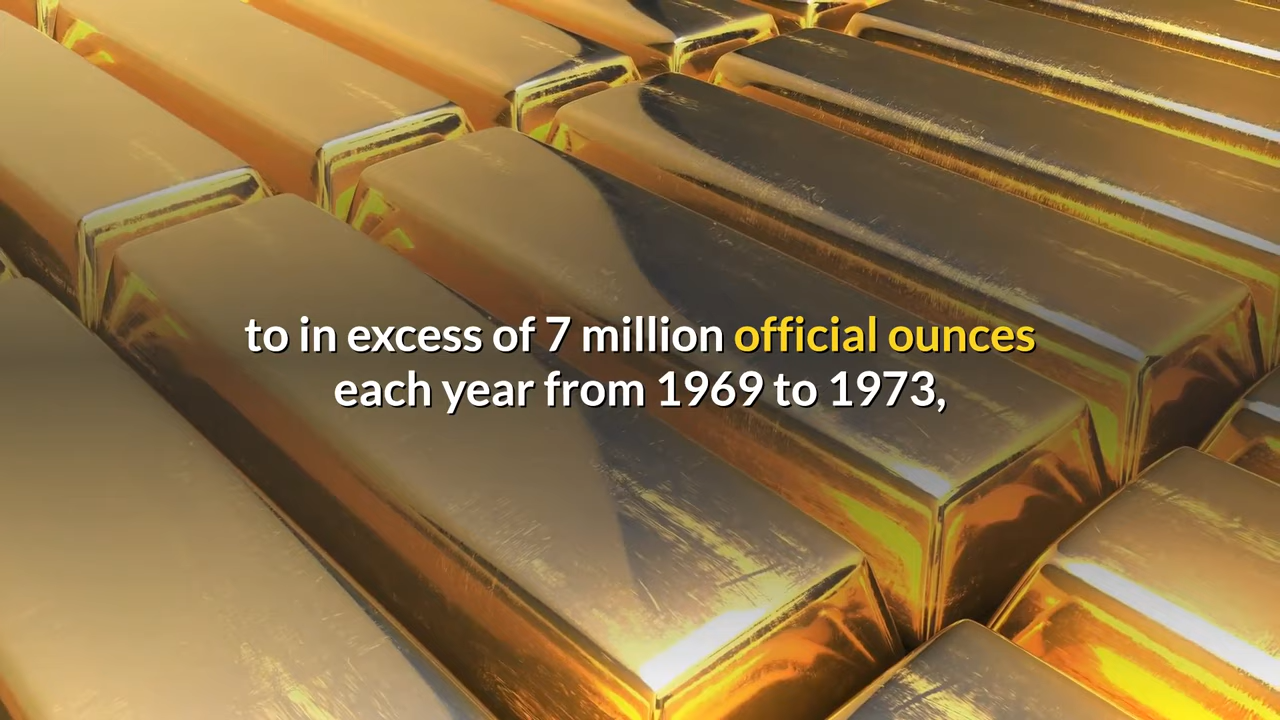 to in excess of 7 million official ounces
each year from 1969 to 1973,